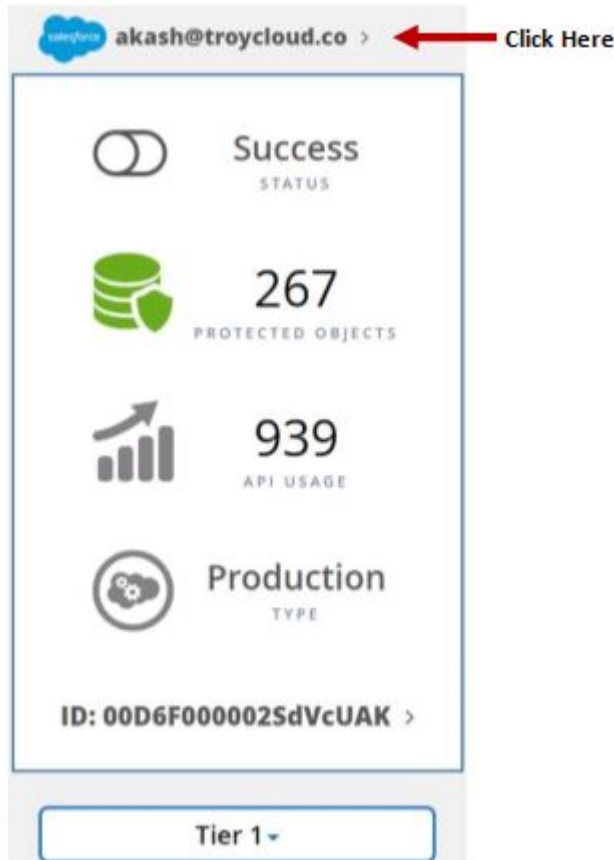 salesforce akash@troycloud.co > Click Here
Success
STATUS
267
PROTECTED OBJECTS
939
API USAGE
Production
TYPE
ID: 00D6F000002SdVcUAK >
Tier 1